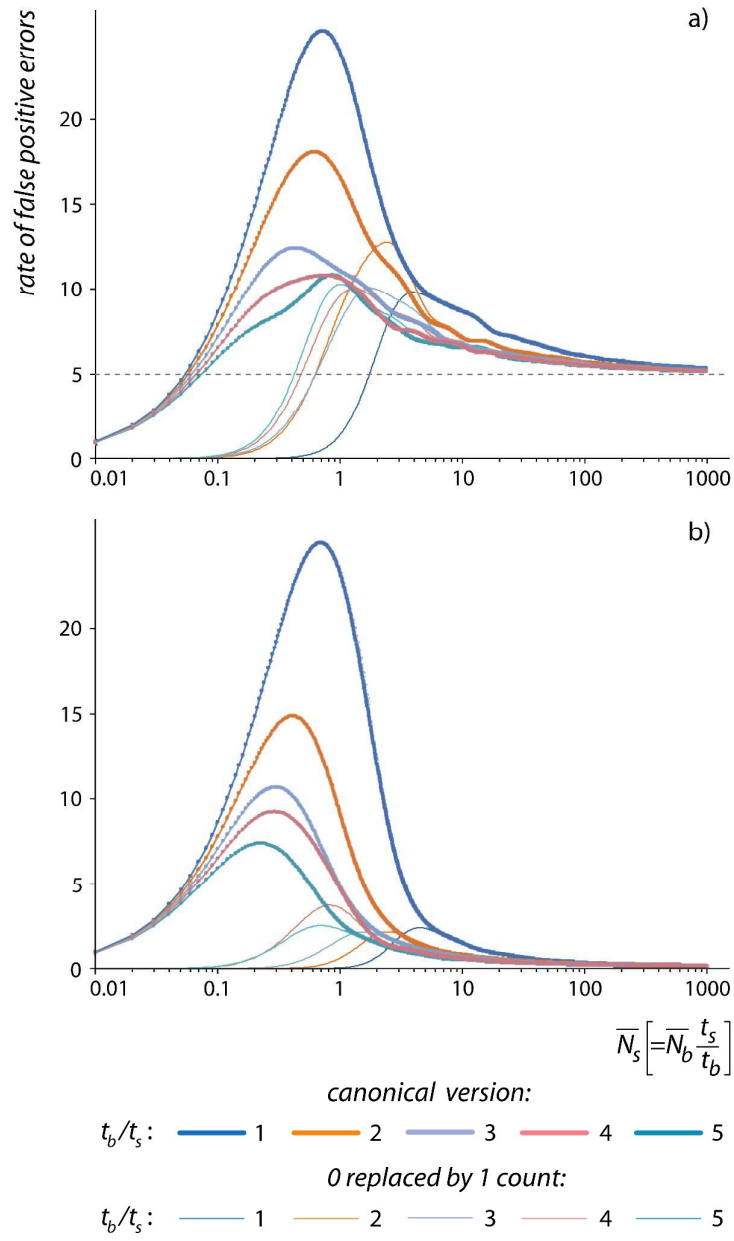 a)
rate of false positive errors
20
15
10
5
0
0.01 0.1 1 10 100 1000
b)
20
15
10
5
0
0.01 0.1 1 10 100 1000
N̅s [=N̅b ts/tb]
canonical version:
tb/ts: 1 2 3 4 5
0 replaced by 1 count:
tb/ts: 1 2 3 4 5